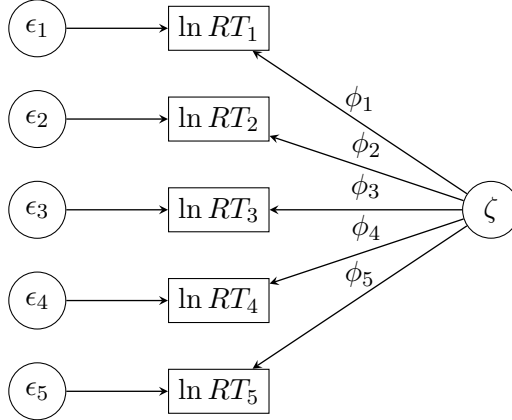 ϵ1 ln RT1
ϕ1
ϵ2 ln RT2
ϕ2
ϕ3
ϵ3 ln RT3 ζ
ϕ4
ϕ5
ϵ4 ln RT4
ϵ5 ln RT5